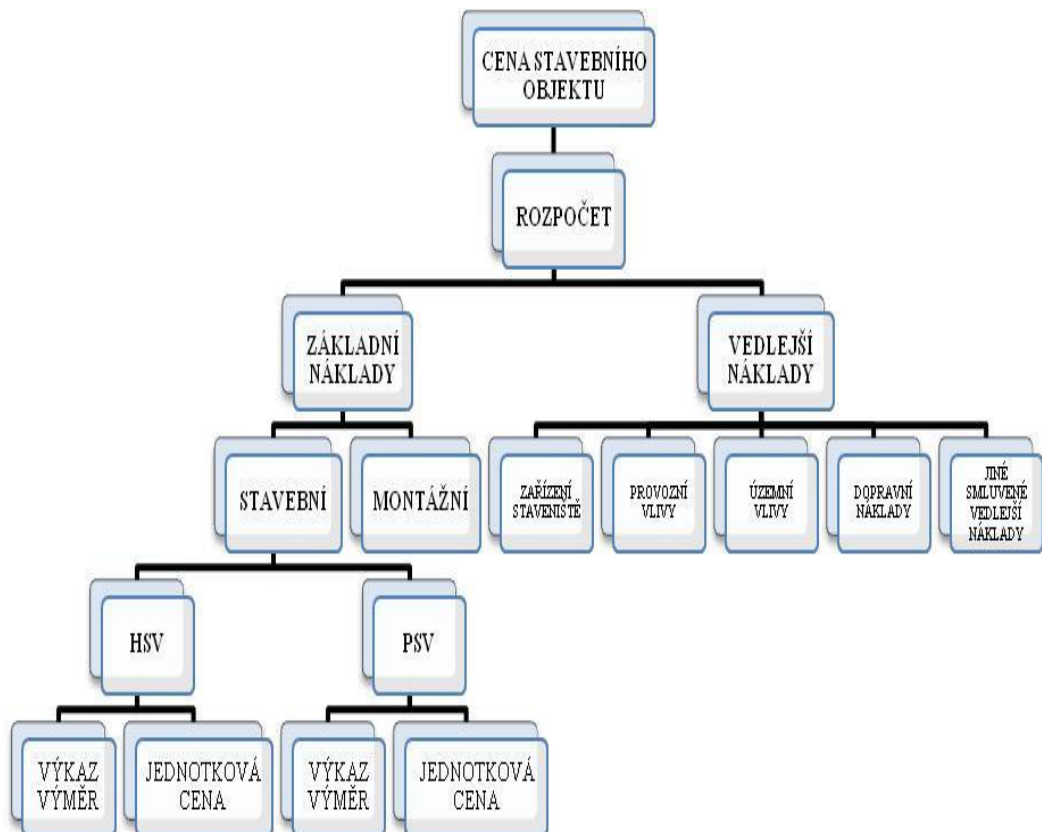 CENA STAVEBNÍHO
OBJEKTU
ROZPOČET
ZÁKLADNÍ
NÁKLADY
VEDLEJŠÍ
NÁKLADY
STAVEBNÍ
MONTÁŽNÍ
ZAŘÍZENÍ
STAVENIŠTĚ
PROVOZNÍ
VLIVY
ÚZEMNÍ
VLIVY
DOPRAVNÍ
NÁKLADY
JINÉ
SMLUVENÉ
VEDLEJŠÍ
NÁKLADY
HSV
PSV
VÝKAZ
VÝMĚR
JEDNOTKOVÁ
CENA
VÝKAZ
VÝMĚR
JEDNOTKOVÁ
CENA